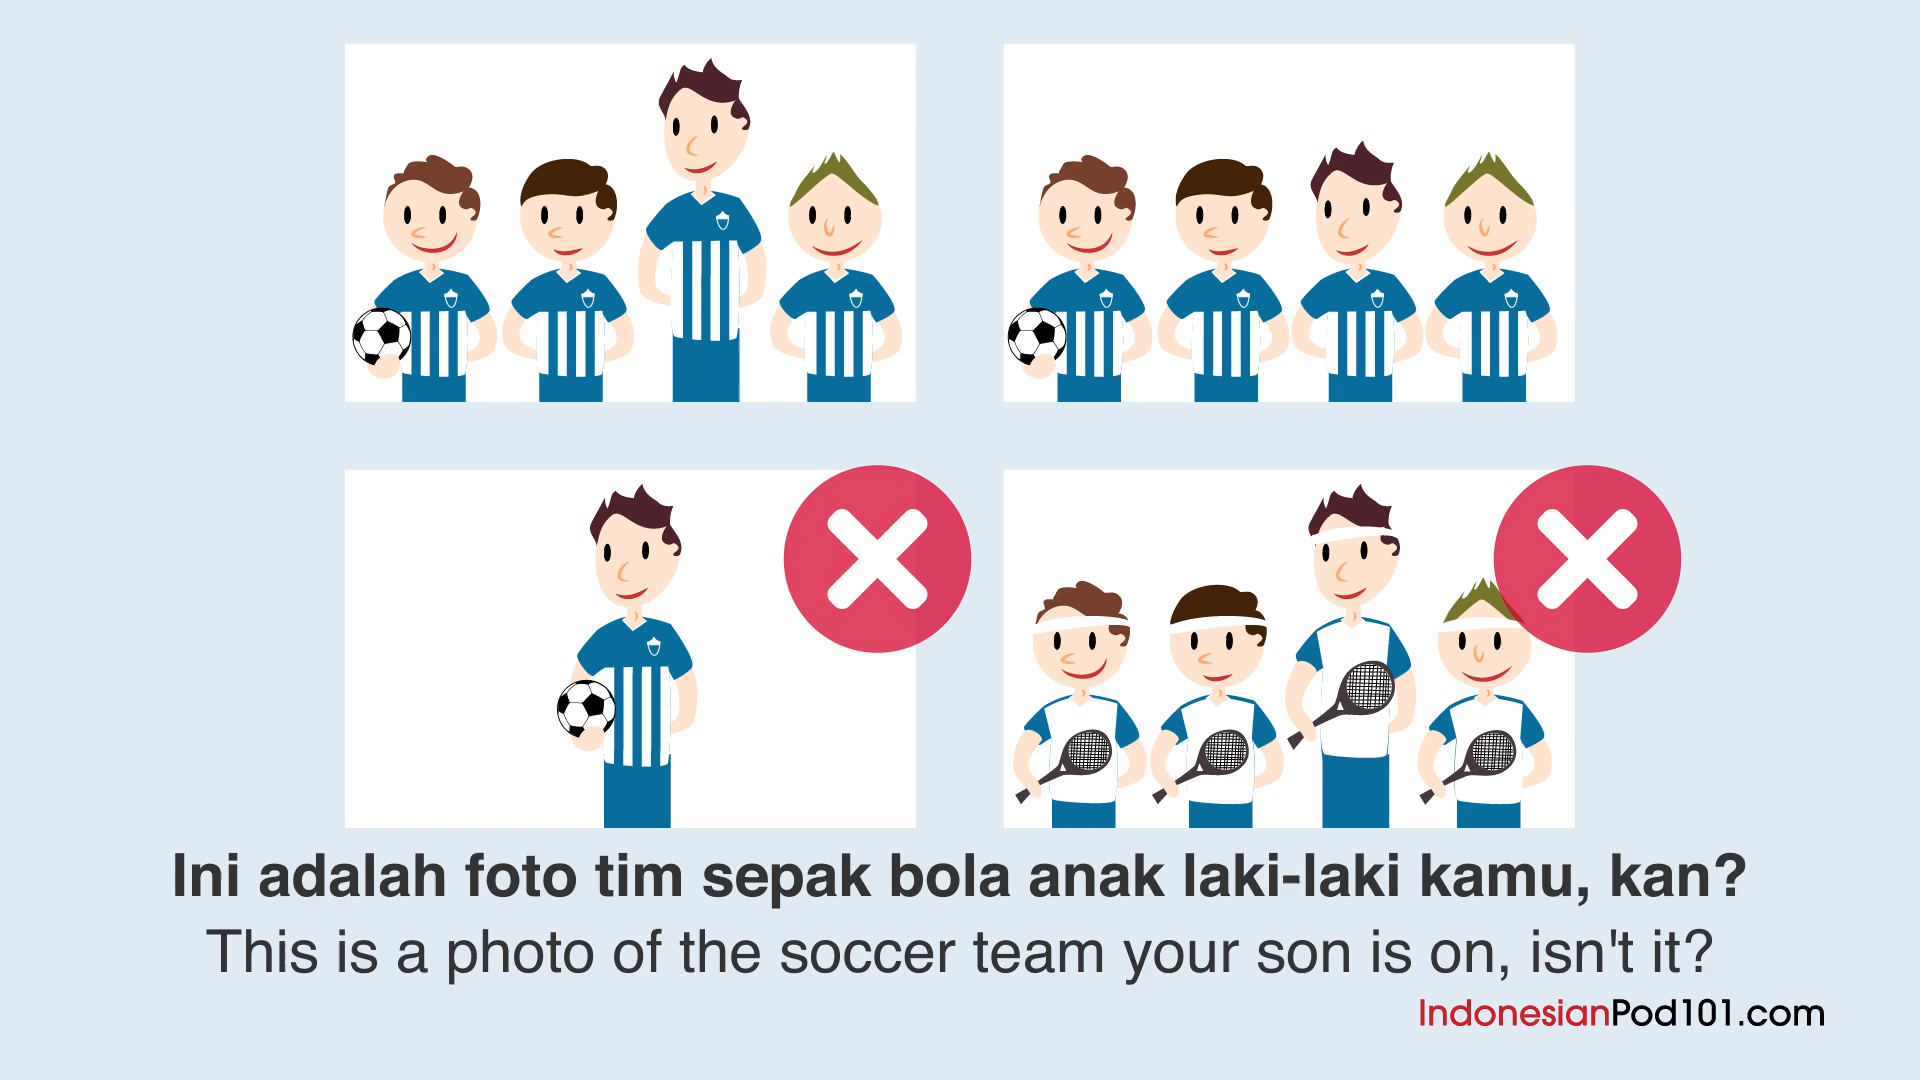 Ini adalah foto tim sepak bola anak laki-laki kamu, kan?
This is a photo of the soccer team your son is on, isn't it?
IndonesianPod101.com